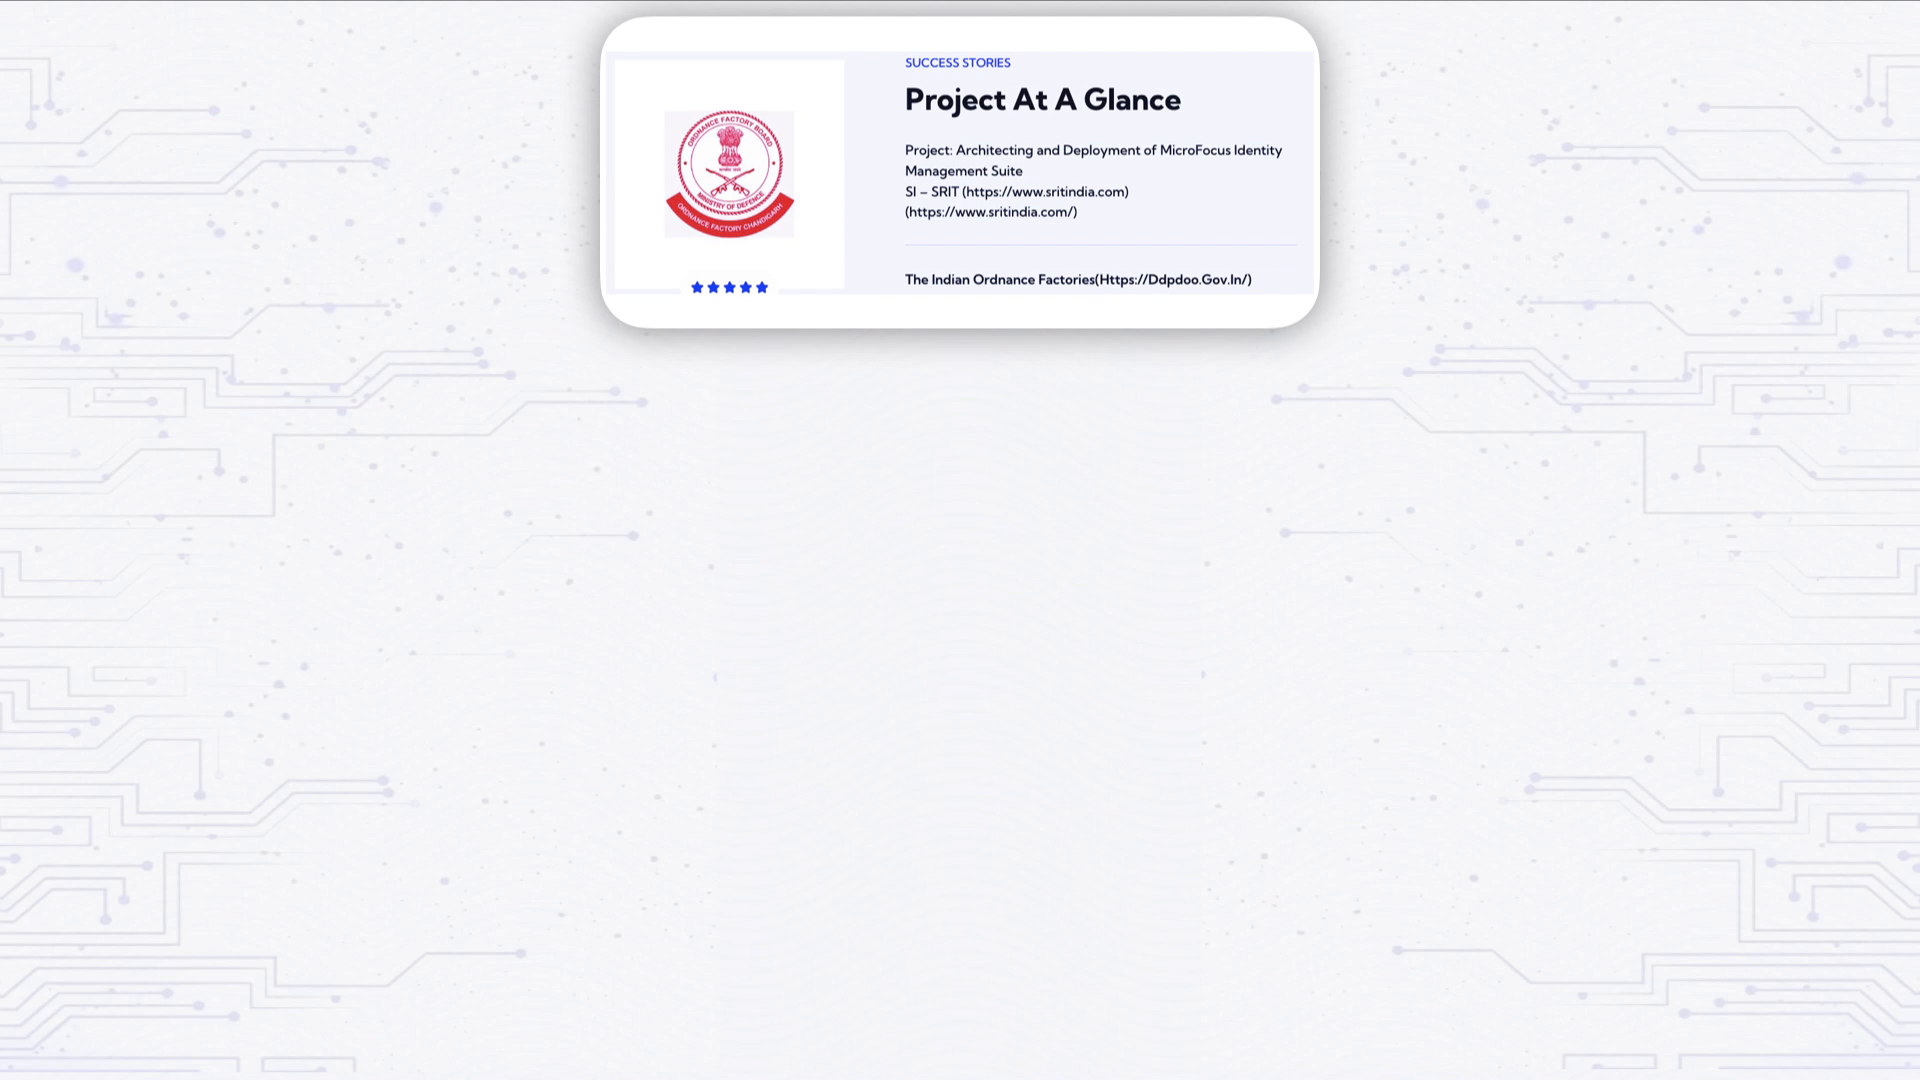 ORDNANCE FACTORY BOARD
MINISTRY OF DEFENCE
ORDNANCE FACTORY CHANDIGARH
SUCCESS STORIES
Project At A Glance
Project: Architecting and Deployment of MicroFocus Identity
Management Suite
SI – SRIT (https://www.sritindia.com)
(https://www.sritindia.com/)
The Indian Ordnance Factories(Https://Ddpdoo.Gov.In/)